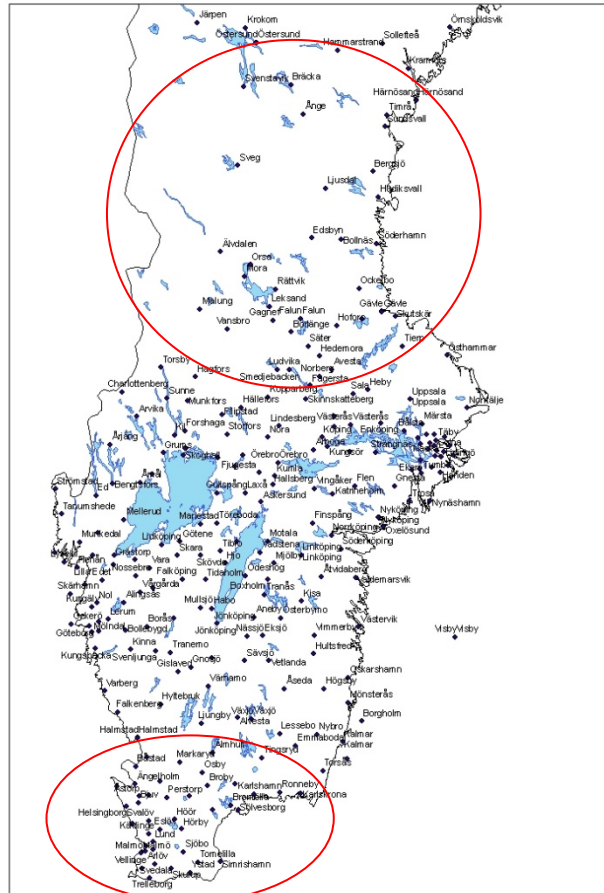 Järpen
Krokom
Örnsköldsvik
Östersund Östersund
Sollefteå
Hammarstrand
Kramfors
Svenstavik
Bräcka
Härnösand Härnösand
Ånge
Timrå
Sundsvall
Sveg
Bergsjö
Ljusdal
Hudiksvall
Edsbyn
Bollnäs
Söderhamn
Älvdalen
Orsa
Mora
Rättvik
Ockelbo
Leksand
Malung
Gagnef
Falun Falun
Gävle Gävle
Skutskär
Vansbro
Borlänge
Hofors
Säter
Tierp
Hedemora
Östhammar
Torsby
Hagfors
Ludvika
Norberg
Avesta
Smedjebacken
Fagersta
Charlottenberg
Sunne
Kopparberg
Sala
Heby
Munkfors
Hällefors
Skinnskatteberg
Uppsala
Uppsala
Norrtälje
Arvika
Filipstad
Lindesberg
Västerås Västerås
Kil
Forshaga
Storfors
Nora
Köping
Enköping
Bålsta
Märsta
Täby
Årjäng
Grums
Arboga
Kungsör
Strängnäs
Skoghall
Fjugesta
Örebro Örebro
Kumla
Tumba
Åmål
Hallsberg
Vingåker
Flen
Gnesta
Strömstad
Ed
Bengtsfors
Gullspång
Laxå
Askersund
Katrineholm
Trosa
Tanumshede
Mellerud
Mariestad
Töreboda
Finspång
Nyköping
Nyköping
Nynäshamn
Oxelösund
Munkedal
Lidköping
Götene
Motala
Norrköping
Söderköping
Grästorp
Vara
Skara
Tibro
Hjo
Vadstena
Mjölby
Linköping
Linköping
Lilla Edet
Nossebro
Falköping
Skövde
Tidaholm
Ödeshög
Åtvidaberg
Skärhamn
Vårgårda
Boxholm
Tranås
Valdemarsvik
Kungälv
Nol
Alingsås
Mullsjö
Habo
Kisa
Öckerö
Lerum
Borås
Jönköping
Aneby
Österbymo
Västervik
Göteborg
Mölndal
Bollebygd
Jönköping
Nässjö
Eksjö
Vimmerby
Visby Visby
Kungsbacka
Kinna
Tranemo
Svenljunga
Gislaved
Gnosjö
Sävsjö
Vetlanda
Hultsfred
Oskarshamn
Varberg
Värnamo
Åseda
Högsby
Hyltebruk
Mönsterås
Falkenberg
Ljungby
Växjö Växjö
Alvesta
Borgholm
Halmstad Halmstad
Lessebo
Nybro
Emmaboda
Kalmar
Kalmar
Älmhult
Tingsryd
Båstad
Markaryd
Osby
Torsås
Ängelholm
Broby
Karlshamn
Ronneby
Åstorp
Bjuv
Perstorp
Bromölla
Karlskrona
Helsingborg
Svalöv
Höör
Sölvesborg
Kävlinge
Eslöv
Hörby
Lund
Malmö Malmö
Sjöbo
Vellinge
Arlöv
Tomelilla
Svedala
Skurup
Ystad
Simrishamn
Trelleborg